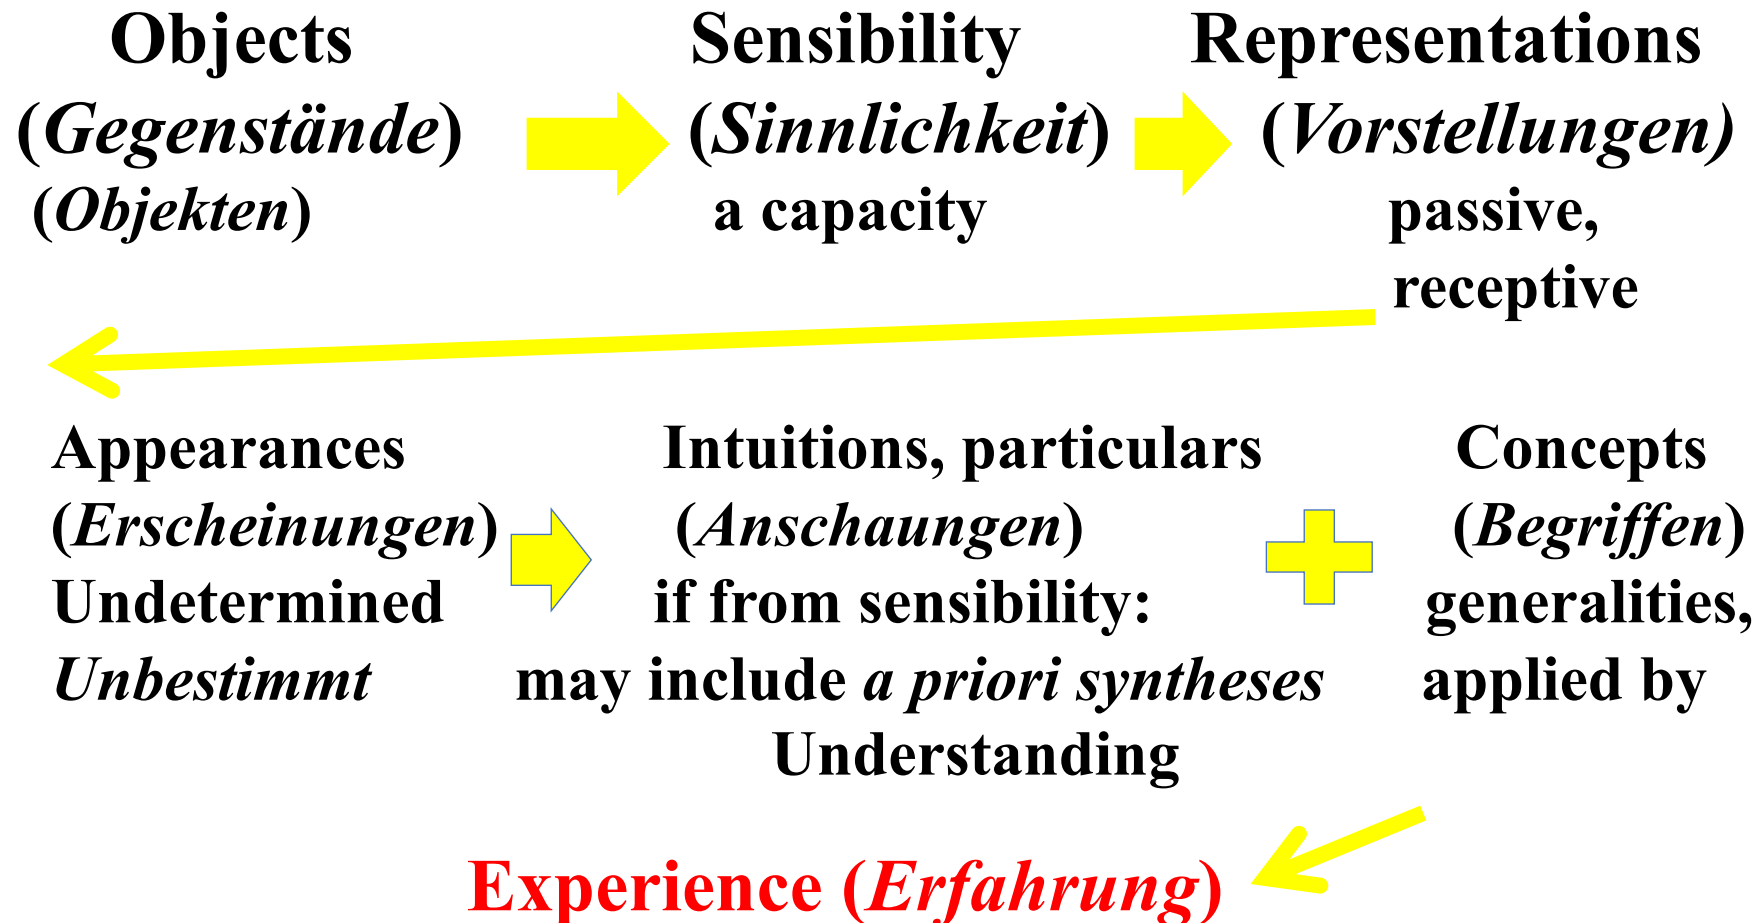 Objects Sensibility Representations
(Gegenstände) (Sinnlichkeit) (Vorstellungen)
(Objekten) a capacity passive,
receptive
Appearances Intuitions, particulars Concepts
(Erscheinungen) (Anschaungen) (Begriffen)
Undetermined if from sensibility: generalities,
Unbestimmt may include a priori syntheses applied by
Understanding
Experience (Erfahrung)